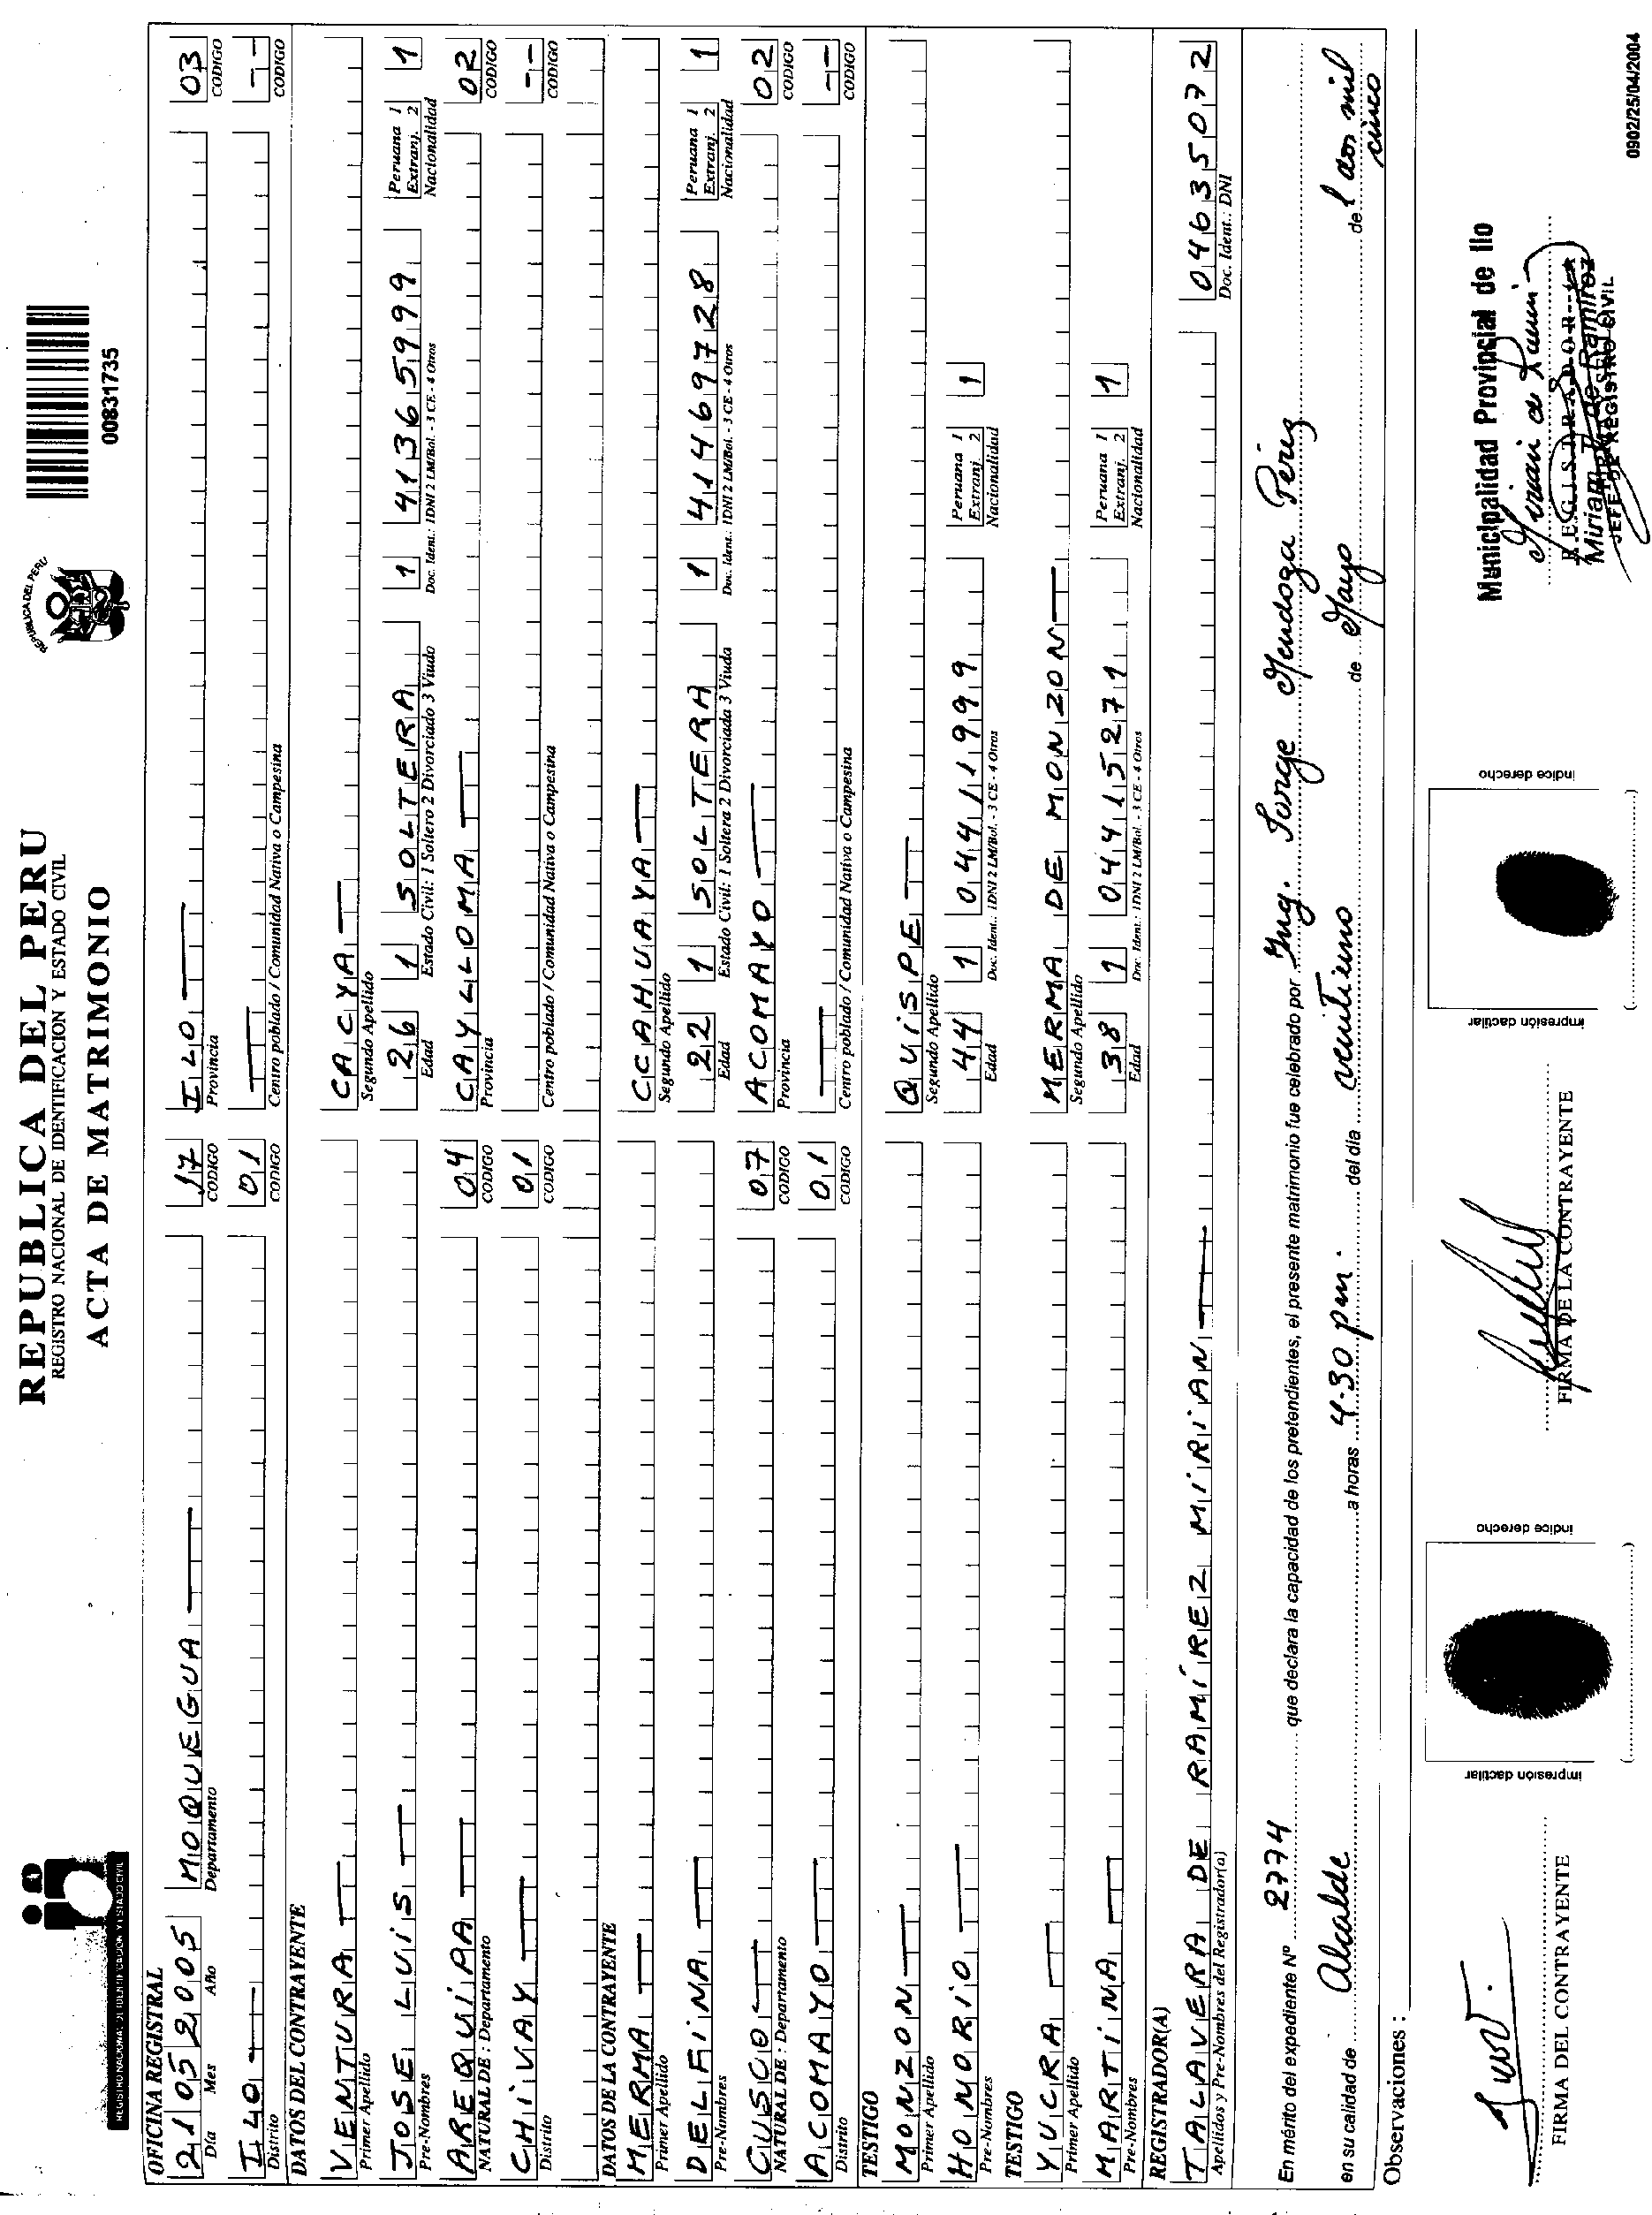 REPUBLICA DEL PERU
REGISTRO NACIONAL DE IDENTIFICACION Y ESTADO CIVIL
ACTA DE MATRIMONIO
REGISTRO NACIONAL DE IDENTIFICACION Y ESTADO CIVIL
REPUBLICA DEL PERU
00831735
OFICINA REGISTRAL
21 05 2005 MOQUEGUA 17 ILO 03
Día Mes Año Departamento CODIGO Provincia CODIGO
ILO 01 --
Distrito CODIGO Centro poblado / Comunidad Nativa o Campesina CODIGO
DATOS DEL CONTRAYENTE
VENTURA CACYA
Primer Apellido Segundo Apellido
JOSE LUIS 26 1 SOLTERA 1 41365999 Peruana 1 Extranj. 2 1
Pre-Nombres Edad Estado Civil: 1 Soltero 2 Divorciado 3 Viudo Doc. Ident.: 1DNI 2 LM/Bol. - 3 CE - 4 Otros Nacionalidad
AREQUIPA 04 CAYLLOMA 02
NATURAL DE : Departamento CODIGO Provincia CODIGO
CHIVAY 01 --
Distrito CODIGO Centro poblado / Comunidad Nativa o Campesina CODIGO
DATOS DE LA CONTRAYENTE
MERMA CCAHUAYA
Primer Apellido Segundo Apellido
DELFINA 22 1 SOLTERA 1 41469728 Peruana 1 Extranj. 2 1
Pre-Nombres Edad Estado Civil: 1 Soltera 2 Divorciada 3 Viuda Doc. Ident.: 1DNI 2 LM/Bol. - 3 CE - 4 Otros Nacionalidad
CUSCO 07 ACOMAYO 02
NATURAL DE : Departamento CODIGO Provincia CODIGO
ACOMAYO 01 --
Distrito CODIGO Centro poblado / Comunidad Nativa o Campesina CODIGO
TESTIGO
MONZON QUISPE
Primer Apellido Segundo Apellido
HONORIO 44 1 04411999 Peruana 1 Extranj. 2 1
Pre-Nombres Edad Doc. Ident.: 1DNI 2 LM/Bol. - 3 CE - 4 Otros Nacionalidad
TESTIGO
YUCRA MERMA DE MONZON
Primer Apellido Segundo Apellido
MARTINA 38 1 04415271 Peruana 1 Extranj. 2 1
Pre-Nombres Edad Doc. Ident.: 1DNI 2 LM/Bol. - 3 CE - 4 Otros Nacionalidad
REGISTRADOR(A)
TALAVERA DE RAMÍREZ MIRIAN 04635072
Apellidos y Pre-Nombres del Registrador(a) Doc. Ident.: DNI
En mérito del expediente Nº 2774 que declara la capacidad de los pretendientes, el presente matrimonio fue celebrado por Ing. Jorge Mendoza Pérez
en su calidad de Alcalde a horas 4-30 pm. del día veintiuno de Mayo del dos mil
cinco
Observaciones :
impresión dactilar índice derecho
impresión dactilar índice derecho
FIRMA DEL CONTRAYENTE
FIRMA DE LA CONTRAYENTE
Municipalidad Provincial de Ilo
REGISTRADOR
Miriam T. de Ramírez
JEFE DE REGISTRO CIVIL
0902/25/04/2004